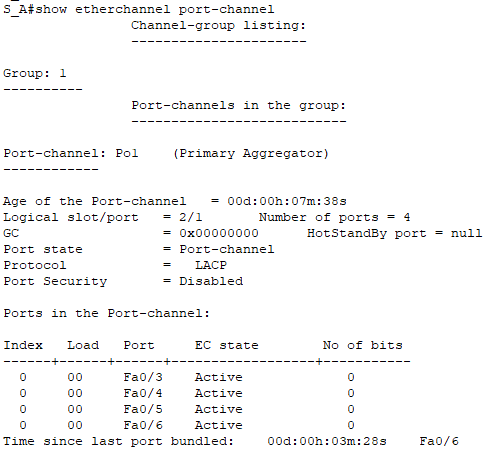 S_A#show etherchannel port-channel
Channel-group listing:
----------------------
Group: 1
----------
Port-channels in the group:
---------------------------
Port-channel: Po1    (Primary Aggregator)
------------
Age of the Port-channel   = 00d:00h:07m:38s
Logical slot/port   = 2/1       Number of ports = 4
GC                  = 0x00000000      HotStandBy port = null
Port state          = Port-channel
Protocol            =   LACP
Port Security       = Disabled
Ports in the Port-channel:
Index   Load   Port     EC state        No of bits
------+------+------+------------------+-----------
0     00     Fa0/3    Active             0
0     00     Fa0/4    Active             0
0     00     Fa0/5    Active             0
0     00     Fa0/6    Active             0
Time since last port bundled:    00d:00h:03m:28s    Fa0/6